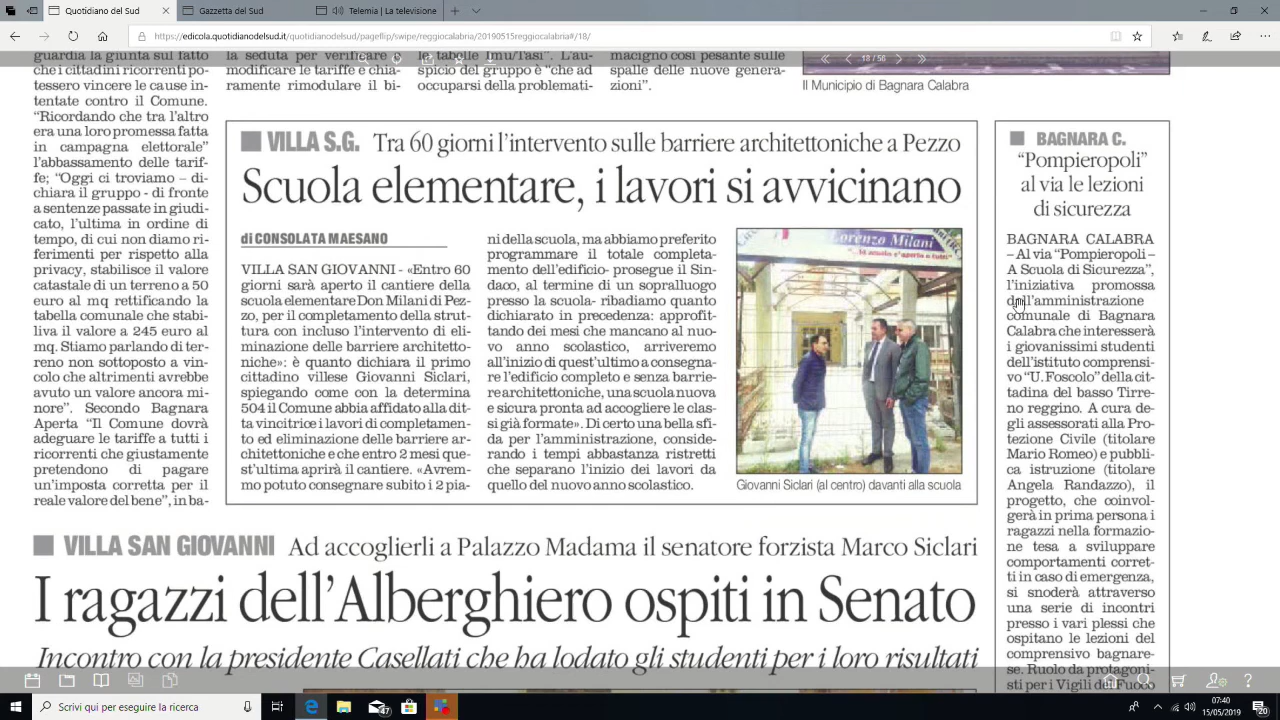 Gazzetta del Sud
L'Edicola
https://edicola.quotidianodelsud.it/quotidianodelsud/pageflip/swipe/reggiocalabria/20190515reggiocalabria#/18/
guardia la giunta sul fatto
che i cittadini ricorrenti po-
tessero vincere le cause in-
tentate contro il Comune.
"Ricordando che tra l'altro
era una loro promessa fatta
in campagna elettorale"
l'abbassamento delle tarif-
fe; "Oggi ci troviamo – di-
chiara il gruppo - di fronte
a sentenze passate in giudi-
cato, l'ultima in ordine di
tempo, di cui non diamo ri-
ferimenti per rispetto alla
privacy, stabilisce il valore
catastale di un terreno a 50
euro al mq rettificando la
tabella comunale che stabi-
liva il valore a 245 euro al
mq. Stiamo parlando di ter-
reno non sottoposto a vin-
colo che altrimenti avrebbe
avuto un valore ancora mi-
nore". Secondo Bagnara
Aperta "Il Comune dovrà
adeguare le tariffe a tutti i
ricorrenti che giustamente
pretendono di pagare
un'imposta corretta per il
reale valore del bene", in ba-
la seduta per verificare e
modificare le tariffe e chia-
ramente rimodulare il bi-
le tabelle Imu/Tasi". L'au-
spicio del gruppo è "che ad
occuparsi della problemati-
macigno così pesante sulle
spalle delle nuove genera-
zioni".
18 / 56
Il Municipio di Bagnara Calabra
VILLA S.G. Tra 60 giorni l'intervento sulle barriere architettoniche a Pezzo
Scuola elementare, i lavori si avvicinano
di CONSOLATA MAESANO
VILLA SAN GIOVANNI - «Entro 60
giorni sarà aperto il cantiere della
scuola elementare Don Milani di Pez-
zo, per il completamento della strut-
tura con incluso l'intervento di eli-
minazione delle barriere architetto-
niche»: è quanto dichiara il primo
cittadino villese Giovanni Siclari,
spiegando come con la determina
504 il Comune abbia affidato alla dit-
ta vincitrice i lavori di completamen-
to ed eliminazione delle barriere ar-
chitettoniche e che entro 2 mesi que-
st'ultima aprirà il cantiere. «Avrem-
mo potuto consegnare subito i 2 pia-
ni della scuola, ma abbiamo preferito
programmare il totale completa-
mento dell'edificio- prosegue il Sin-
daco, al termine di un sopralluogo
presso la scuola- ribadiamo quanto
dichiarato in precedenza: approfit-
tando dei mesi che mancano al nuo-
vo anno scolastico, arriveremo
all'inizio di quest'ultimo a consegna-
re l'edificio completo e senza barrie-
re architettoniche, una scuola nuova
e sicura pronta ad accogliere le clas-
si già formate». Di certo una bella sfi-
da per l'amministrazione, conside-
rando i tempi abbastanza ristretti
che separano l'inizio dei lavori da
quello del nuovo anno scolastico.
Lorenzo Milani
la scuola è aperta a tutti
Giovanni Siclari (al centro) davanti alla scuola
BAGNARA C.
"Pompieropoli"
al via le lezioni
di sicurezza
BAGNARA CALABRA
– Al via "Pompieropoli –
A Scuola di Sicurezza",
l'iniziativa promossa
dall'amministrazione
comunale di Bagnara
Calabra che interesserà
i giovanissimi studenti
dell'istituto comprensi-
vo "U. Foscolo" della cit-
tadina del basso Tirre-
no reggino. A cura de-
gli assessorati alla Pro-
tezione Civile (titolare
Mario Romeo) e pubbli-
ca istruzione (titolare
Angela Randazzo), il
progetto, che coinvol-
gerà in prima persona i
ragazzi nella formazio-
ne tesa a sviluppare
comportamenti corret-
ti in caso di emergenza,
si snoderà attraverso
una serie di incontri
presso i vari plessi che
ospitano le lezioni del
comprensivo bagnare-
se. Ruolo da protagoni-
sti per i Vigili del Fuoco
VILLA SAN GIOVANNI Ad accoglierli a Palazzo Madama il senatore forzista Marco Siclari
I ragazzi dell'Alberghiero ospiti in Senato
Incontro con la presidente Casellati che ha lodato gli studenti per i loro risultati
Scrivi qui per eseguire la ricerca
47
07:40
15/05/2019
20